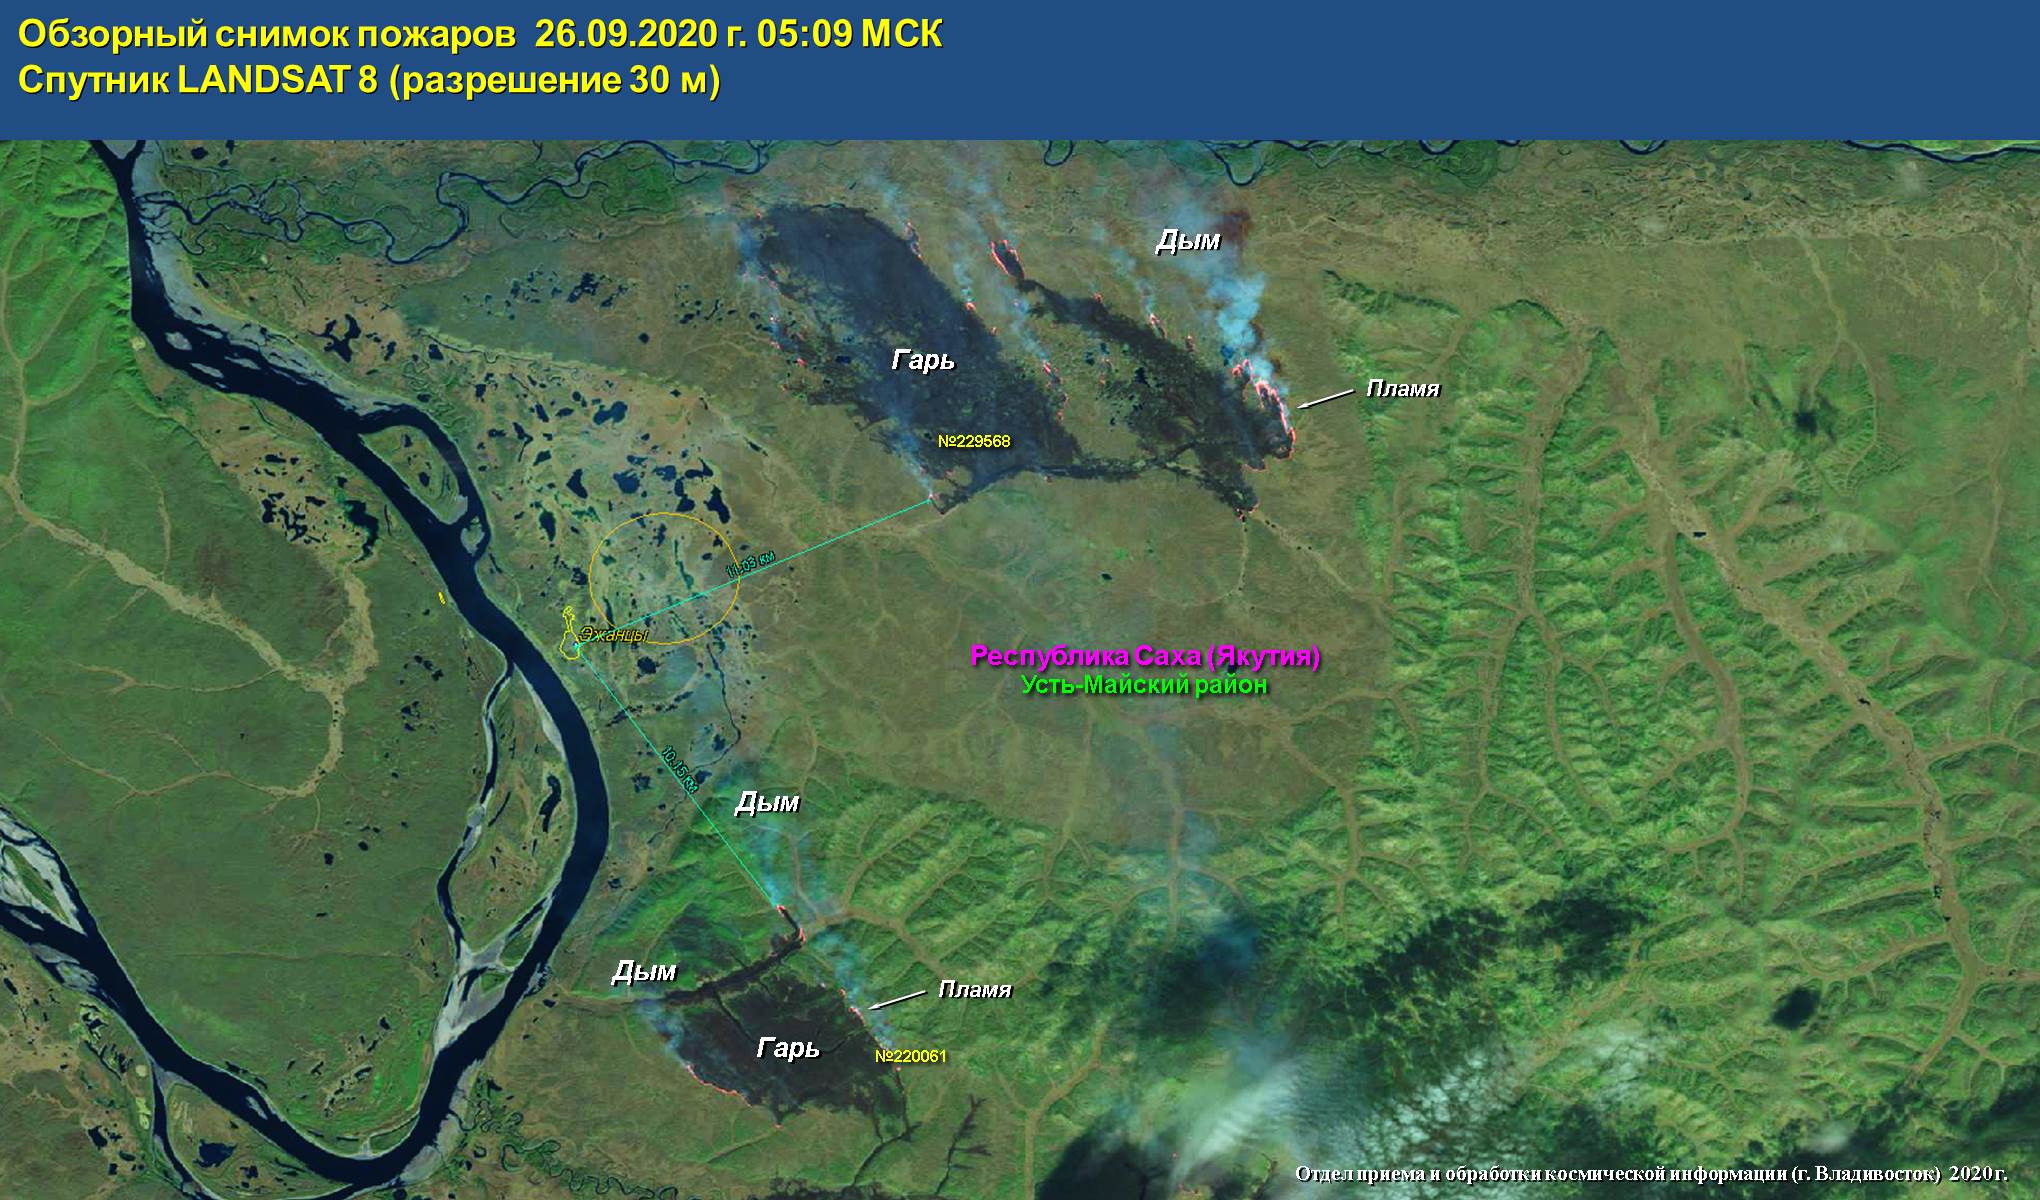 Обзорный снимок пожаров 26.09.2020 г. 05:09 МСК
Спутник LANDSAT 8 (разрешение 30 м)
Дым
Гарь
Пламя
№229568
11.03 км
Эжанцы
Республика Саха (Якутия)
Усть-Майский район
10.15 км
Дым
Дым
Пламя
Гарь
№220061
Отдел приема и обработки космической информации (г. Владивосток) 2020 г.